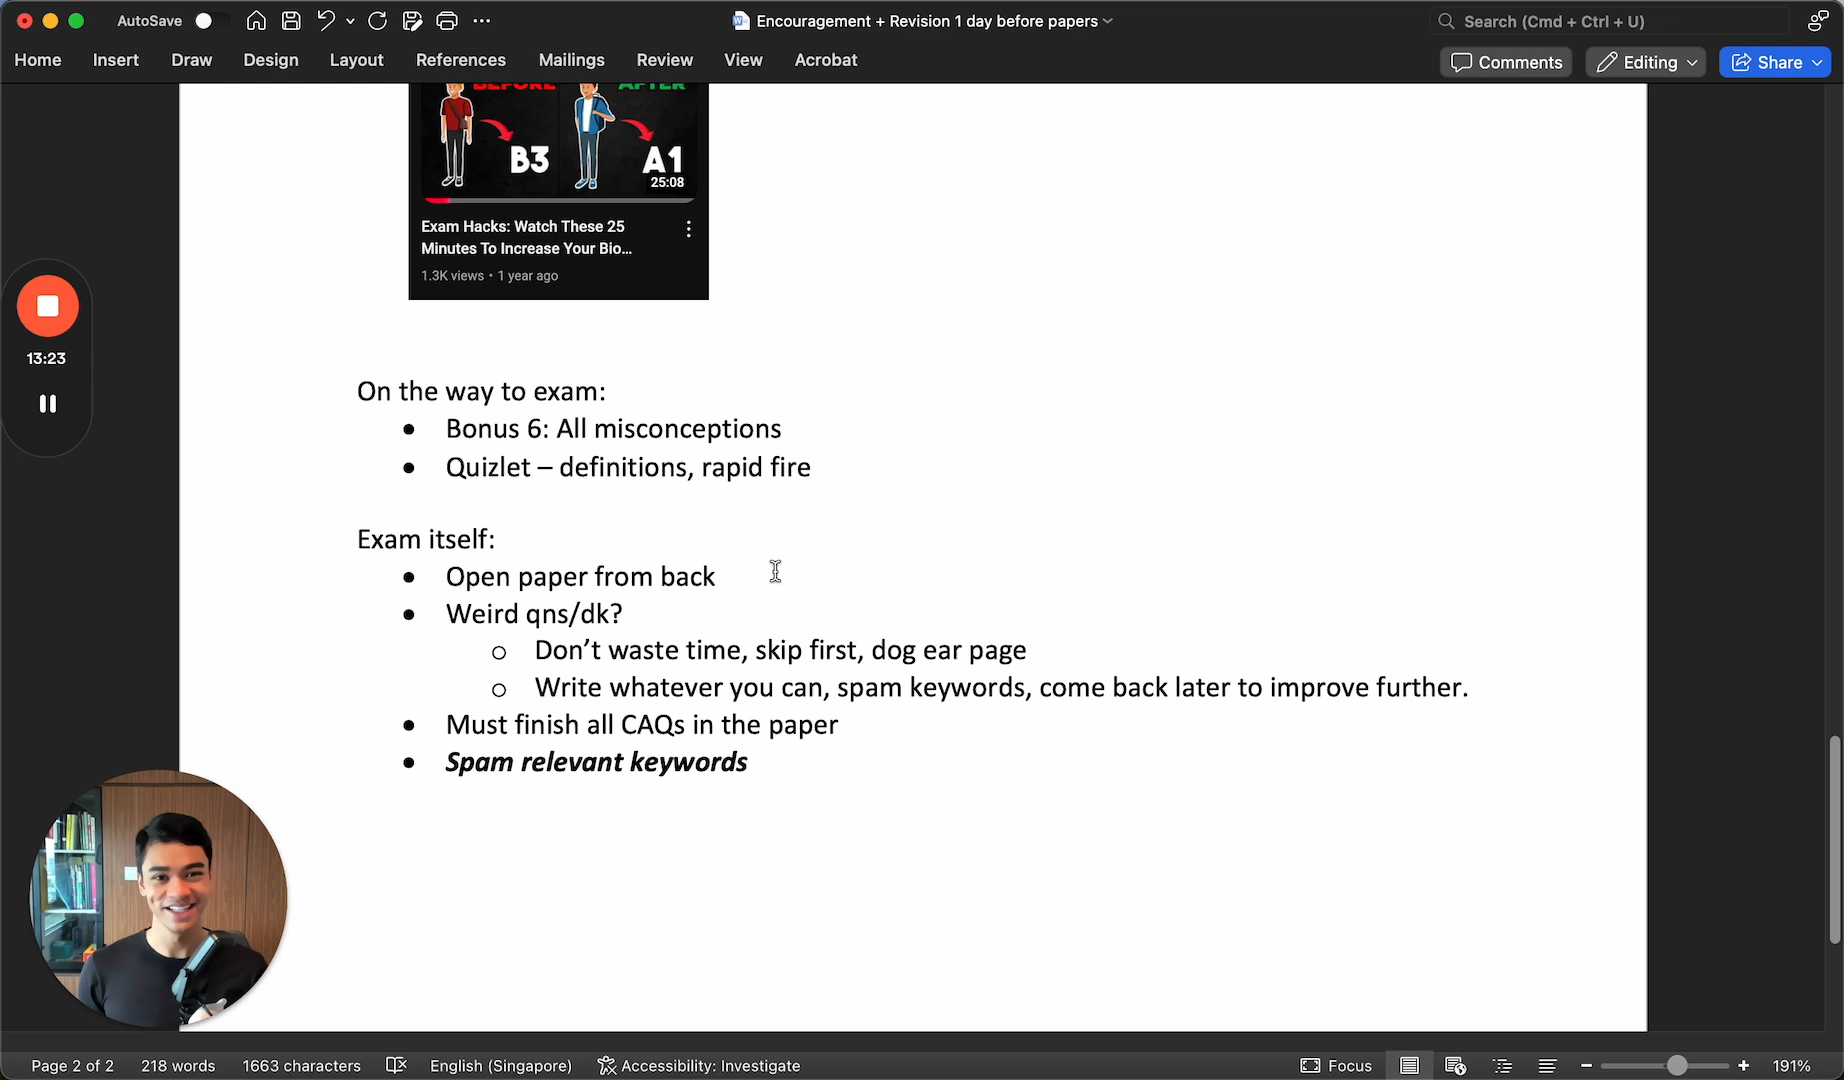 AutoSave
Encouragement + Revision 1 day before papers
Search (Cmd + Ctrl + U)
Home Insert Draw Design Layout References Mailings Review View Acrobat
Comments Editing Share
BEFORE AFTER
B3 A1
25:08
Exam Hacks: Watch These 25
Minutes To Increase Your Bio...
1.3K views • 1 year ago
13:23
On the way to exam:
• Bonus 6: All misconceptions
• Quizlet – definitions, rapid fire
Exam itself:
• Open paper from back
• Weird qns/dk?
o Don’t waste time, skip first, dog ear page
o Write whatever you can, spam keywords, come back later to improve further.
• Must finish all CAQs in the paper
• Spam relevant keywords
Page 2 of 2 218 words 1663 characters English (Singapore) Accessibility: Investigate Focus 191%